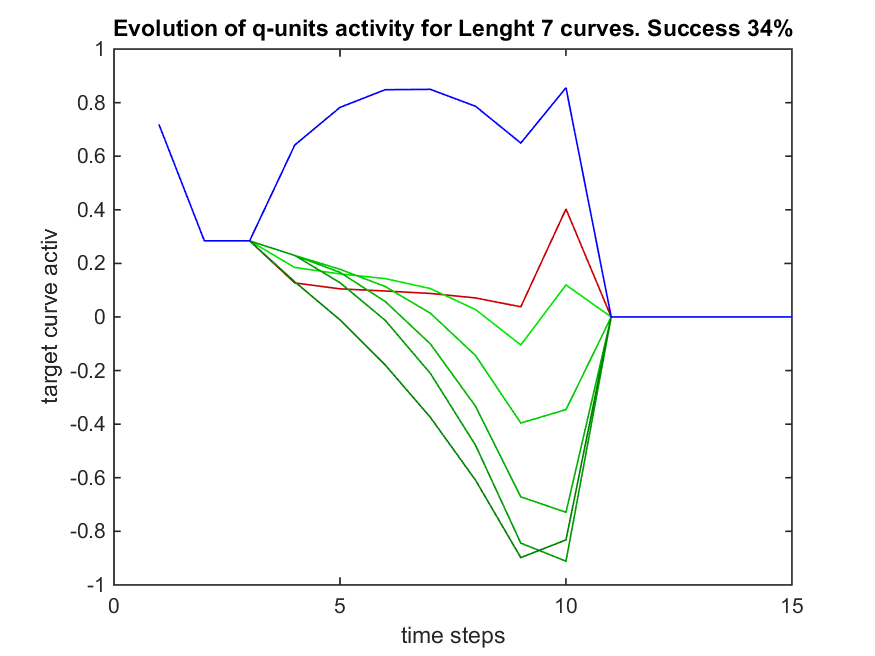 Evolution of q-units activity for Lenght 7 curves. Success 34%
1
0.8
0.6
0.4
0.2
0
-0.2
-0.4
-0.6
-0.8
-1
target curve activ
0 5 10 15
time steps